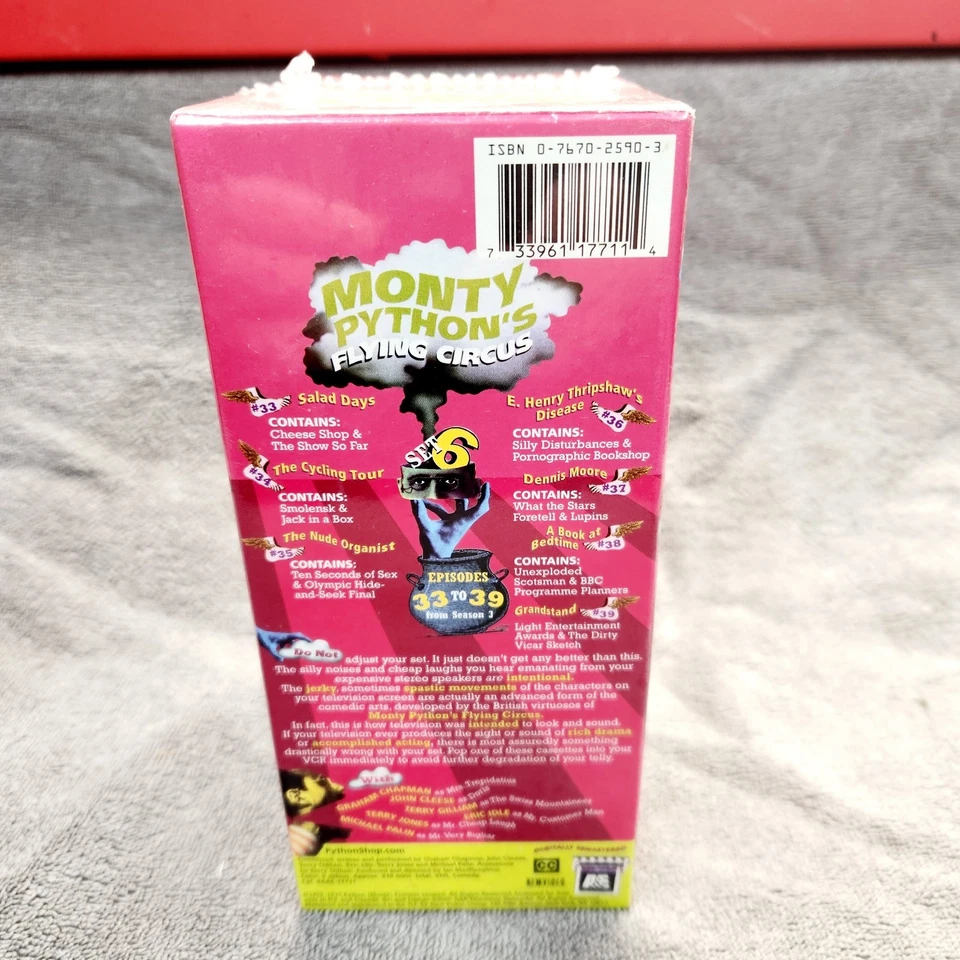 ISBN 0-7670-2590-3
7 33961 17711 4
MONTY
PYTHON'S
FLYING CIRCUS
SET 6
#33 Salad Days
CONTAINS:
Cheese Shop &
The Show So Far
#34 The Cycling Tour
CONTAINS:
Smolensk &
Jack in a Box
#35 The Nude Organist
CONTAINS:
Ten Seconds of Sex
& Olympic Hide-
and-Seek Final
E. Henry Thripshaw's
Disease #36
CONTAINS:
Silly Disturbances &
Pornographic Bookshop
Dennis Moore #37
CONTAINS:
What the Stars
Foretell & Lupins
A Book at
Bedtime #38
CONTAINS:
Unexploded
Scotsman & BBC
Programme Planners
Grandstand #39
Light Entertainment
Awards & The Dirty
Vicar Sketch
EPISODES
33 TO 39
from Season 3
Do Not adjust your set. It just doesn't get any better than this.
The silly noises and cheap laughs you hear emanating from your
expensive stereo speakers are intentional.
The jerky, sometimes spastic movements of the characters on
your television screen are actually an advanced form of the
comedic arts, developed by the British virtuosos of
Monty Python's Flying Circus.
In fact, this is how television was intended to look and sound.
If your television ever produces the sight or sound of rich drama
or accomplished acting, there is most assuredly something
drastically wrong with your set. Pop one of these cassettes into your
VCR immediately to avoid further degradation of your telly.
With
GRAHAM CHAPMAN as Mrs. Trepidatius
JOHN CLEESE as Doris
TERRY GILLIAM as The Swiss Mountaineer
ERIC IDLE as Mr. Customer Man
TERRY JONES as Mr. Cheap Laugh
MICHAEL PALIN as Mr. Very Bigliar
PythonShop.com
DIGITALLY REMASTERED
CC